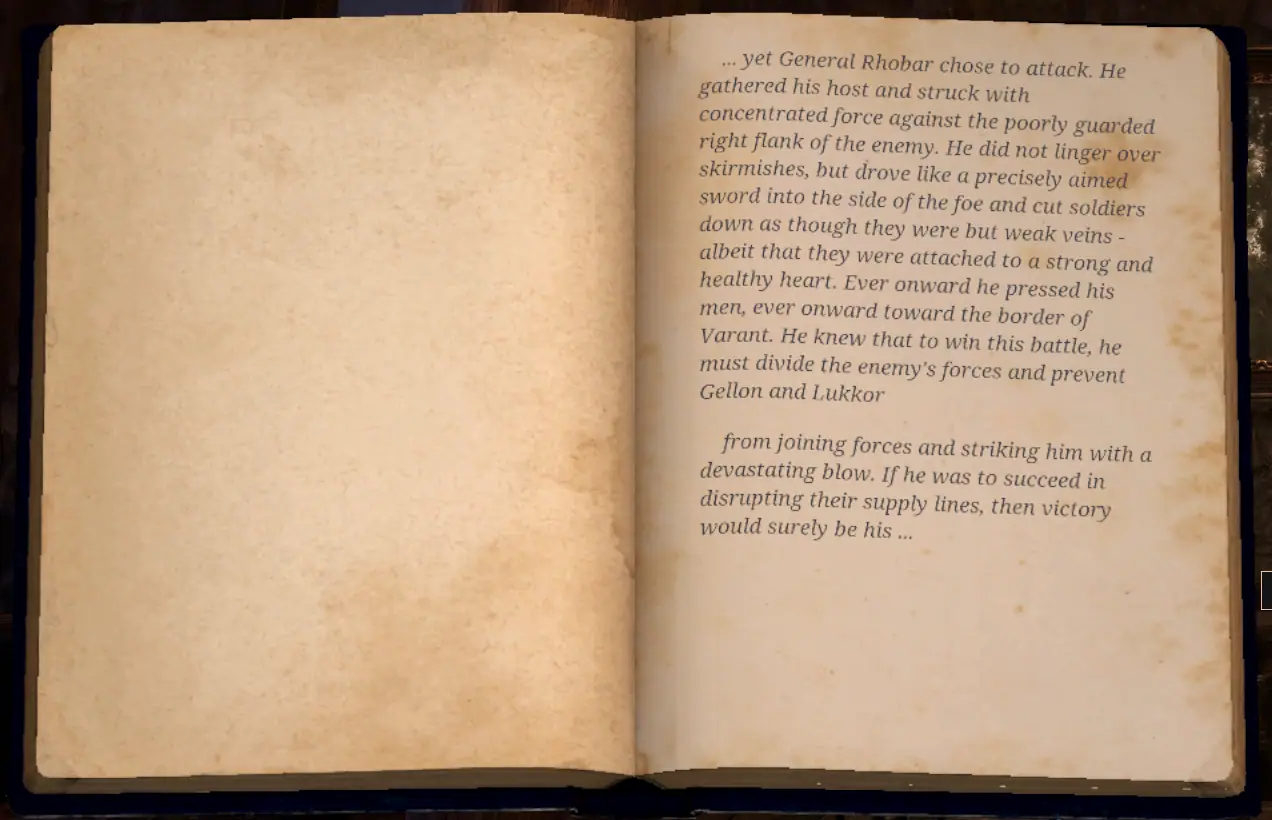 ... yet General Rhobar chose to attack. He
gathered his host and struck with
concentrated force against the poorly guarded
right flank of the enemy. He did not linger over
skirmishes, but drove like a precisely aimed
sword into the side of the foe and cut soldiers
down as though they were but weak veins -
albeit that they were attached to a strong and
healthy heart. Ever onward he pressed his
men, ever onward toward the border of
Varant. He knew that to win this battle, he
must divide the enemy's forces and prevent
Gellon and Lukkor
from joining forces and striking him with a
devastating blow. If he was to succeed in
disrupting their supply lines, then victory
would surely be his ...